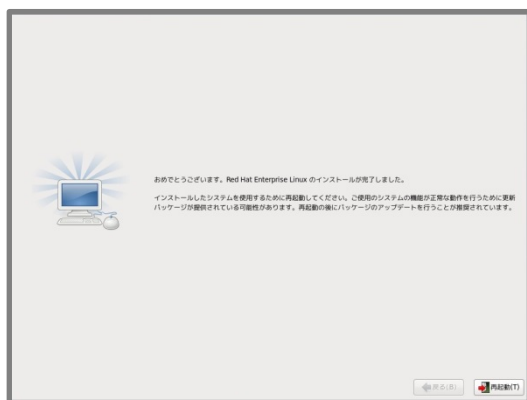 おめでとうございます。Red Hat Enterprise Linux のインストールが完了しました。
インストールしたシステムを使用するために再起動してください。ご使用のシステムの機能が正常な動作を行うために更新
パッケージが提供されている可能性があります。再起動の後にパッケージのアップデートを行うことが推奨されています。
戻る(B)
再起動(T)